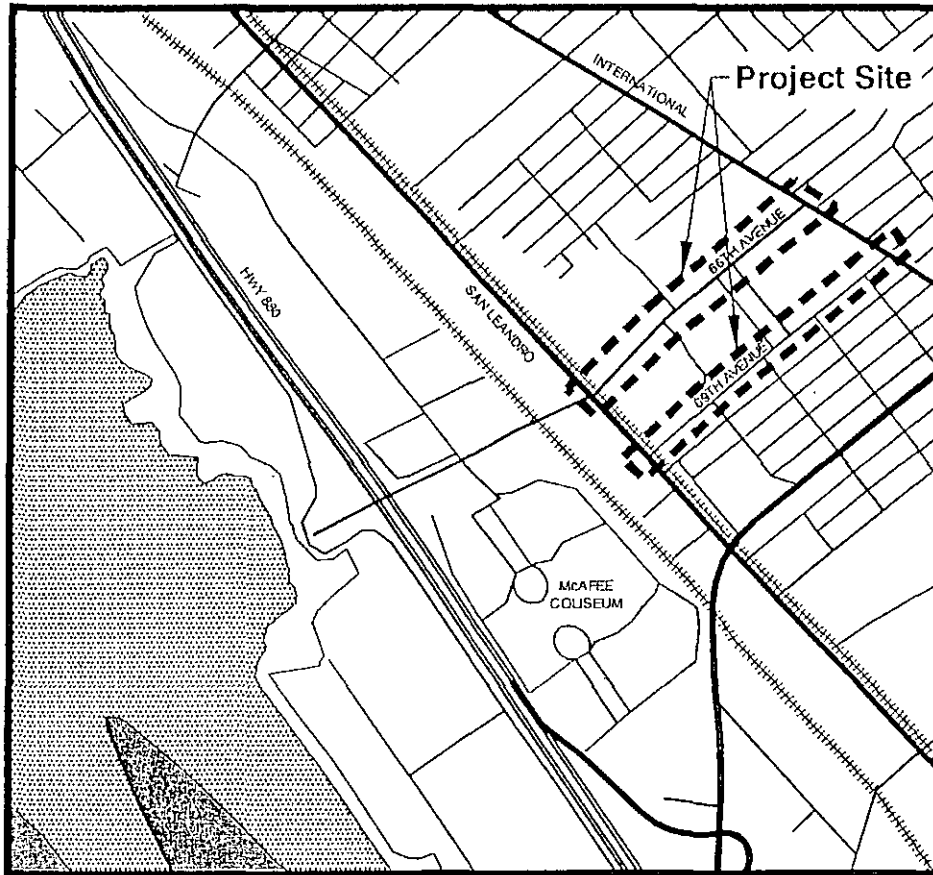 INTERNATIONAL
Project Site
66TH AVENUE
HWY 880
SAN LEANDRO
69TH AVENUE
McAFEE
COLISEUM